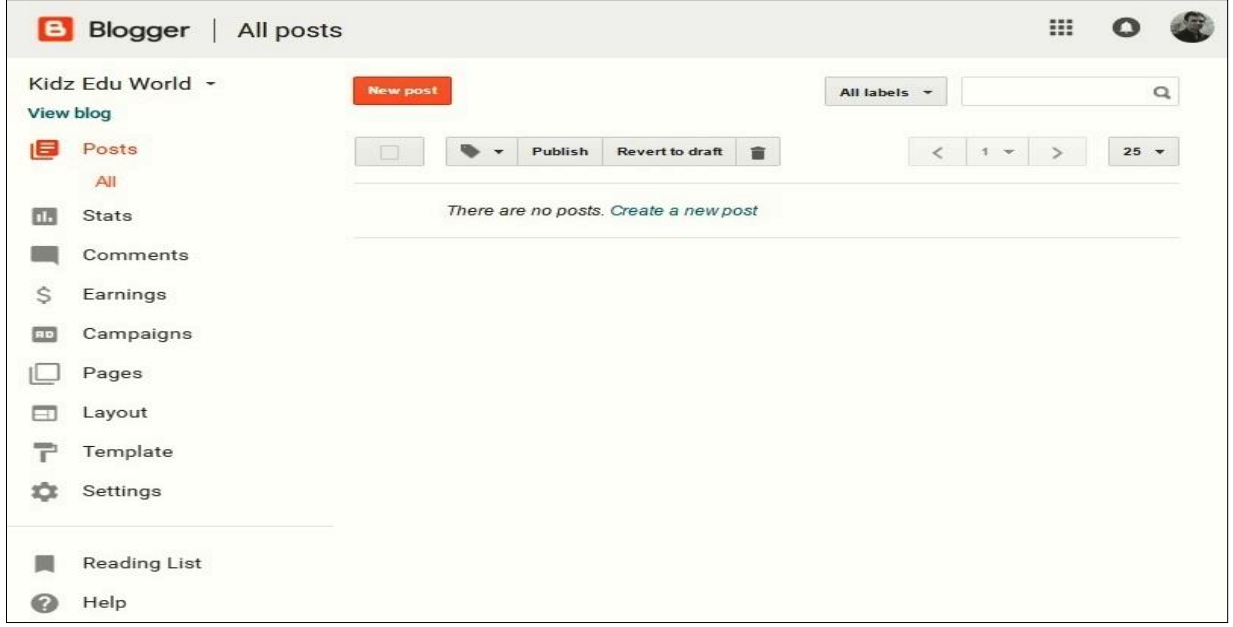 Blogger | All posts
Kidz Edu World
View blog
New post
All labels
Posts
All
Publish
Revert to draft
1
25
There are no posts. Create a new post
Stats
Comments
$ Earnings
AD Campaigns
Pages
Layout
Template
Settings
Reading List
? Help